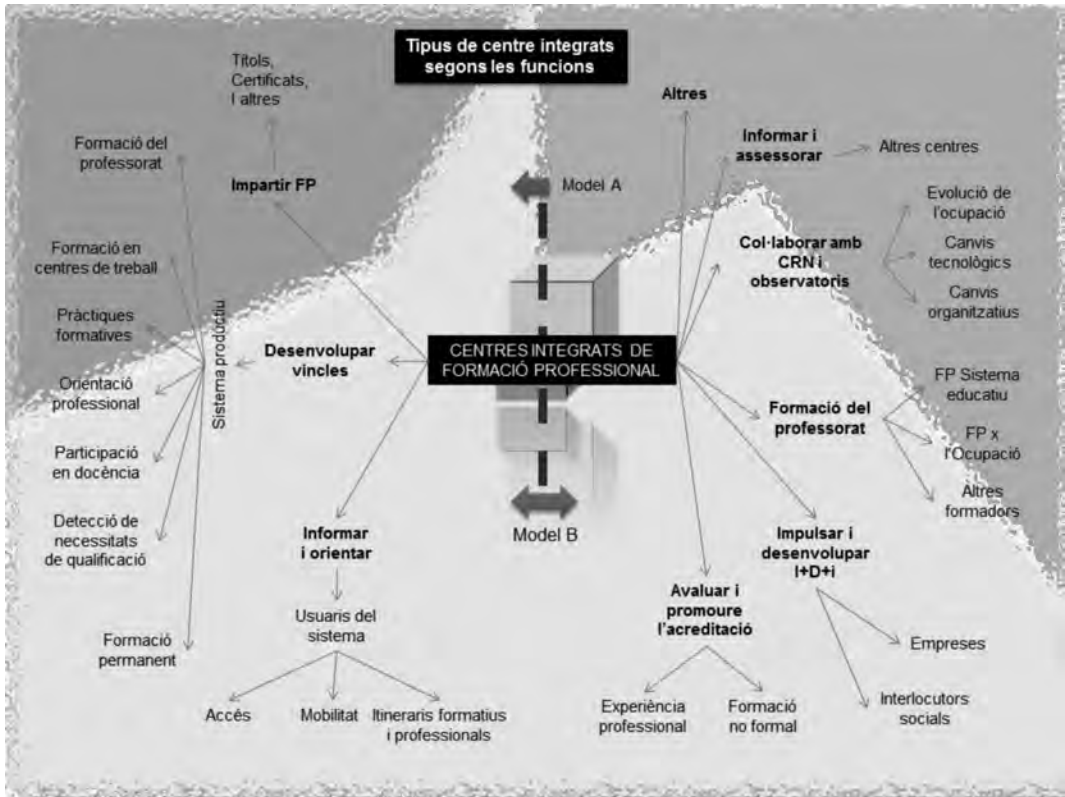 Tipus de centre integrats
segons les funcions
Títols,
Certificats,
I altres
Formació del
professorat
Impartir FP
Formació en
centres de treball
Pràctiques
formatives
Orientació
professional
Participació
en docència
Detecció de
necessitats
de qualificació
Formació
permanent
Sistema productiu
Desenvolupar
vincles
Informar
i orientar
Usuaris del
sistema
Accés
Mobilitat
Itineraris formatius
i professionals
Model A
CENTRES INTEGRATS DE
FORMACIÓ PROFESSIONAL
Model B
Altres
Informar i
assessorar
Altres centres
Col·laborar amb
CRN i
observatoris
Evolució de
l'ocupació
Canvis
tecnològics
Canvis
organitzatius
Formació del
professorat
FP Sistema
educatiu
FP x
l'Ocupació
Altres
formadors
Impulsar i
desenvolupar
I+D+i
Empreses
Interlocutors
socials
Avaluar i
promoure
l'acreditació
Experiència
professional
Formació
no formal